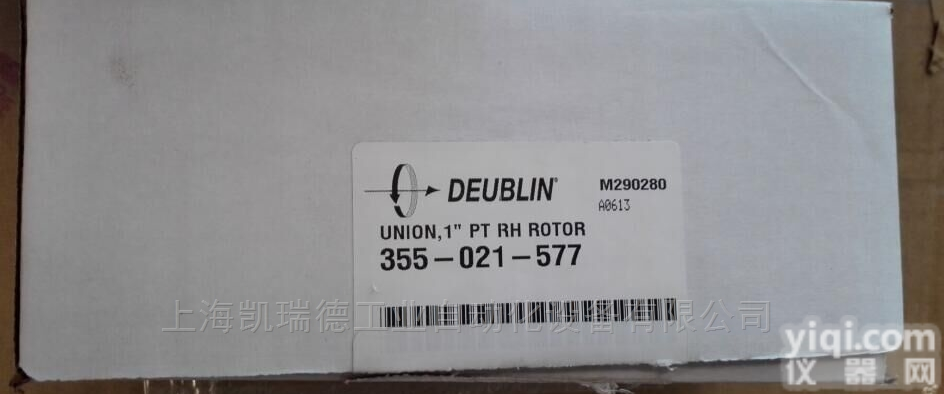 DEUBLIN®
M290280
A0613
UNION,1" PT RH ROTOR
355-021-577
上海凯瑞德工业自动化设备有限公司
yiqi.com
仪器网